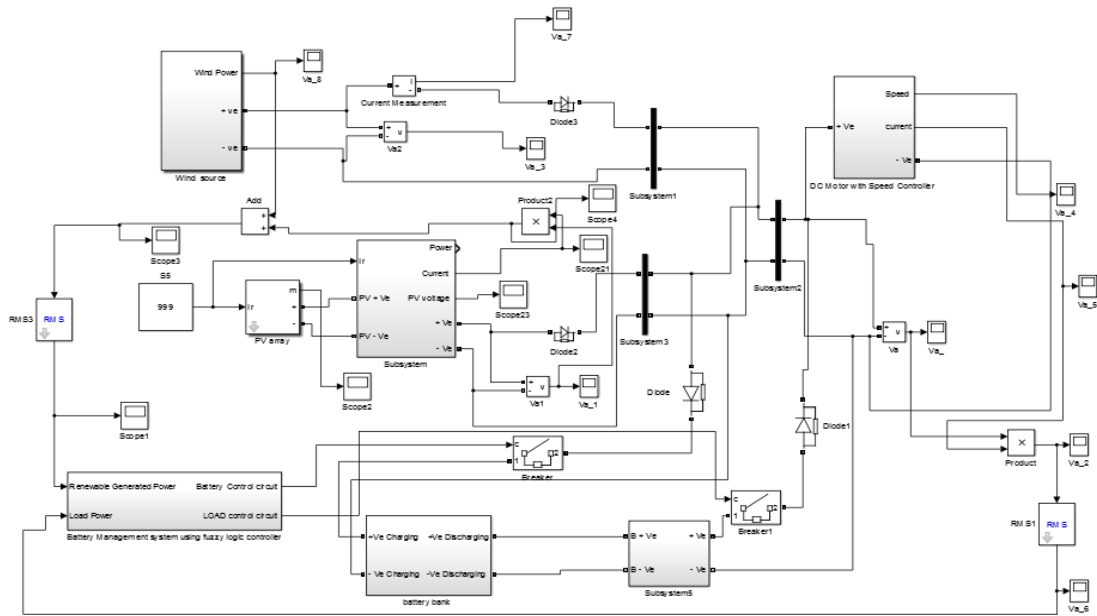 Va_7
Wind Power
Va_8
+ ve
- ve
Wind source
+
i
-
Current Measurement
Diode3
+
-
v
Va2
Va_3
Subsystem1
Speed
+ Ve
current
- Ve
DC Motor with Speed Controller
Va_4
Va_5
Add
+
+
Scope3
Product2
×
Scope4
Scope21
Subsystem2
S5
999
Ir
m
+
-
PV array
Ir
PV + Ve
PV - Ve
Power
Current
PV voltage
+ Ve
- Ve
Subsystem
Scope23
Diode2
Subsystem3
RMS3
RMS
Scope2
+
-
v
Va1
Va_1
+
-
v
Va
Va_
Diode
Diode1
Scope1
c
1
2
Breaker
×
Product
Va_2
Renewable Generated Power
Load Power
Battery Control circuit
LOAD control circuit
Battery Management system using fuzzy logic controller
c
1
2
Breaker1
RMS1
RMS
Va_6
+Ve Charging
- Ve Charging
+Ve Discharging
-Ve Discharging
battery bank
B + Ve
B - Ve
+ Ve
- Ve
Subsystem5